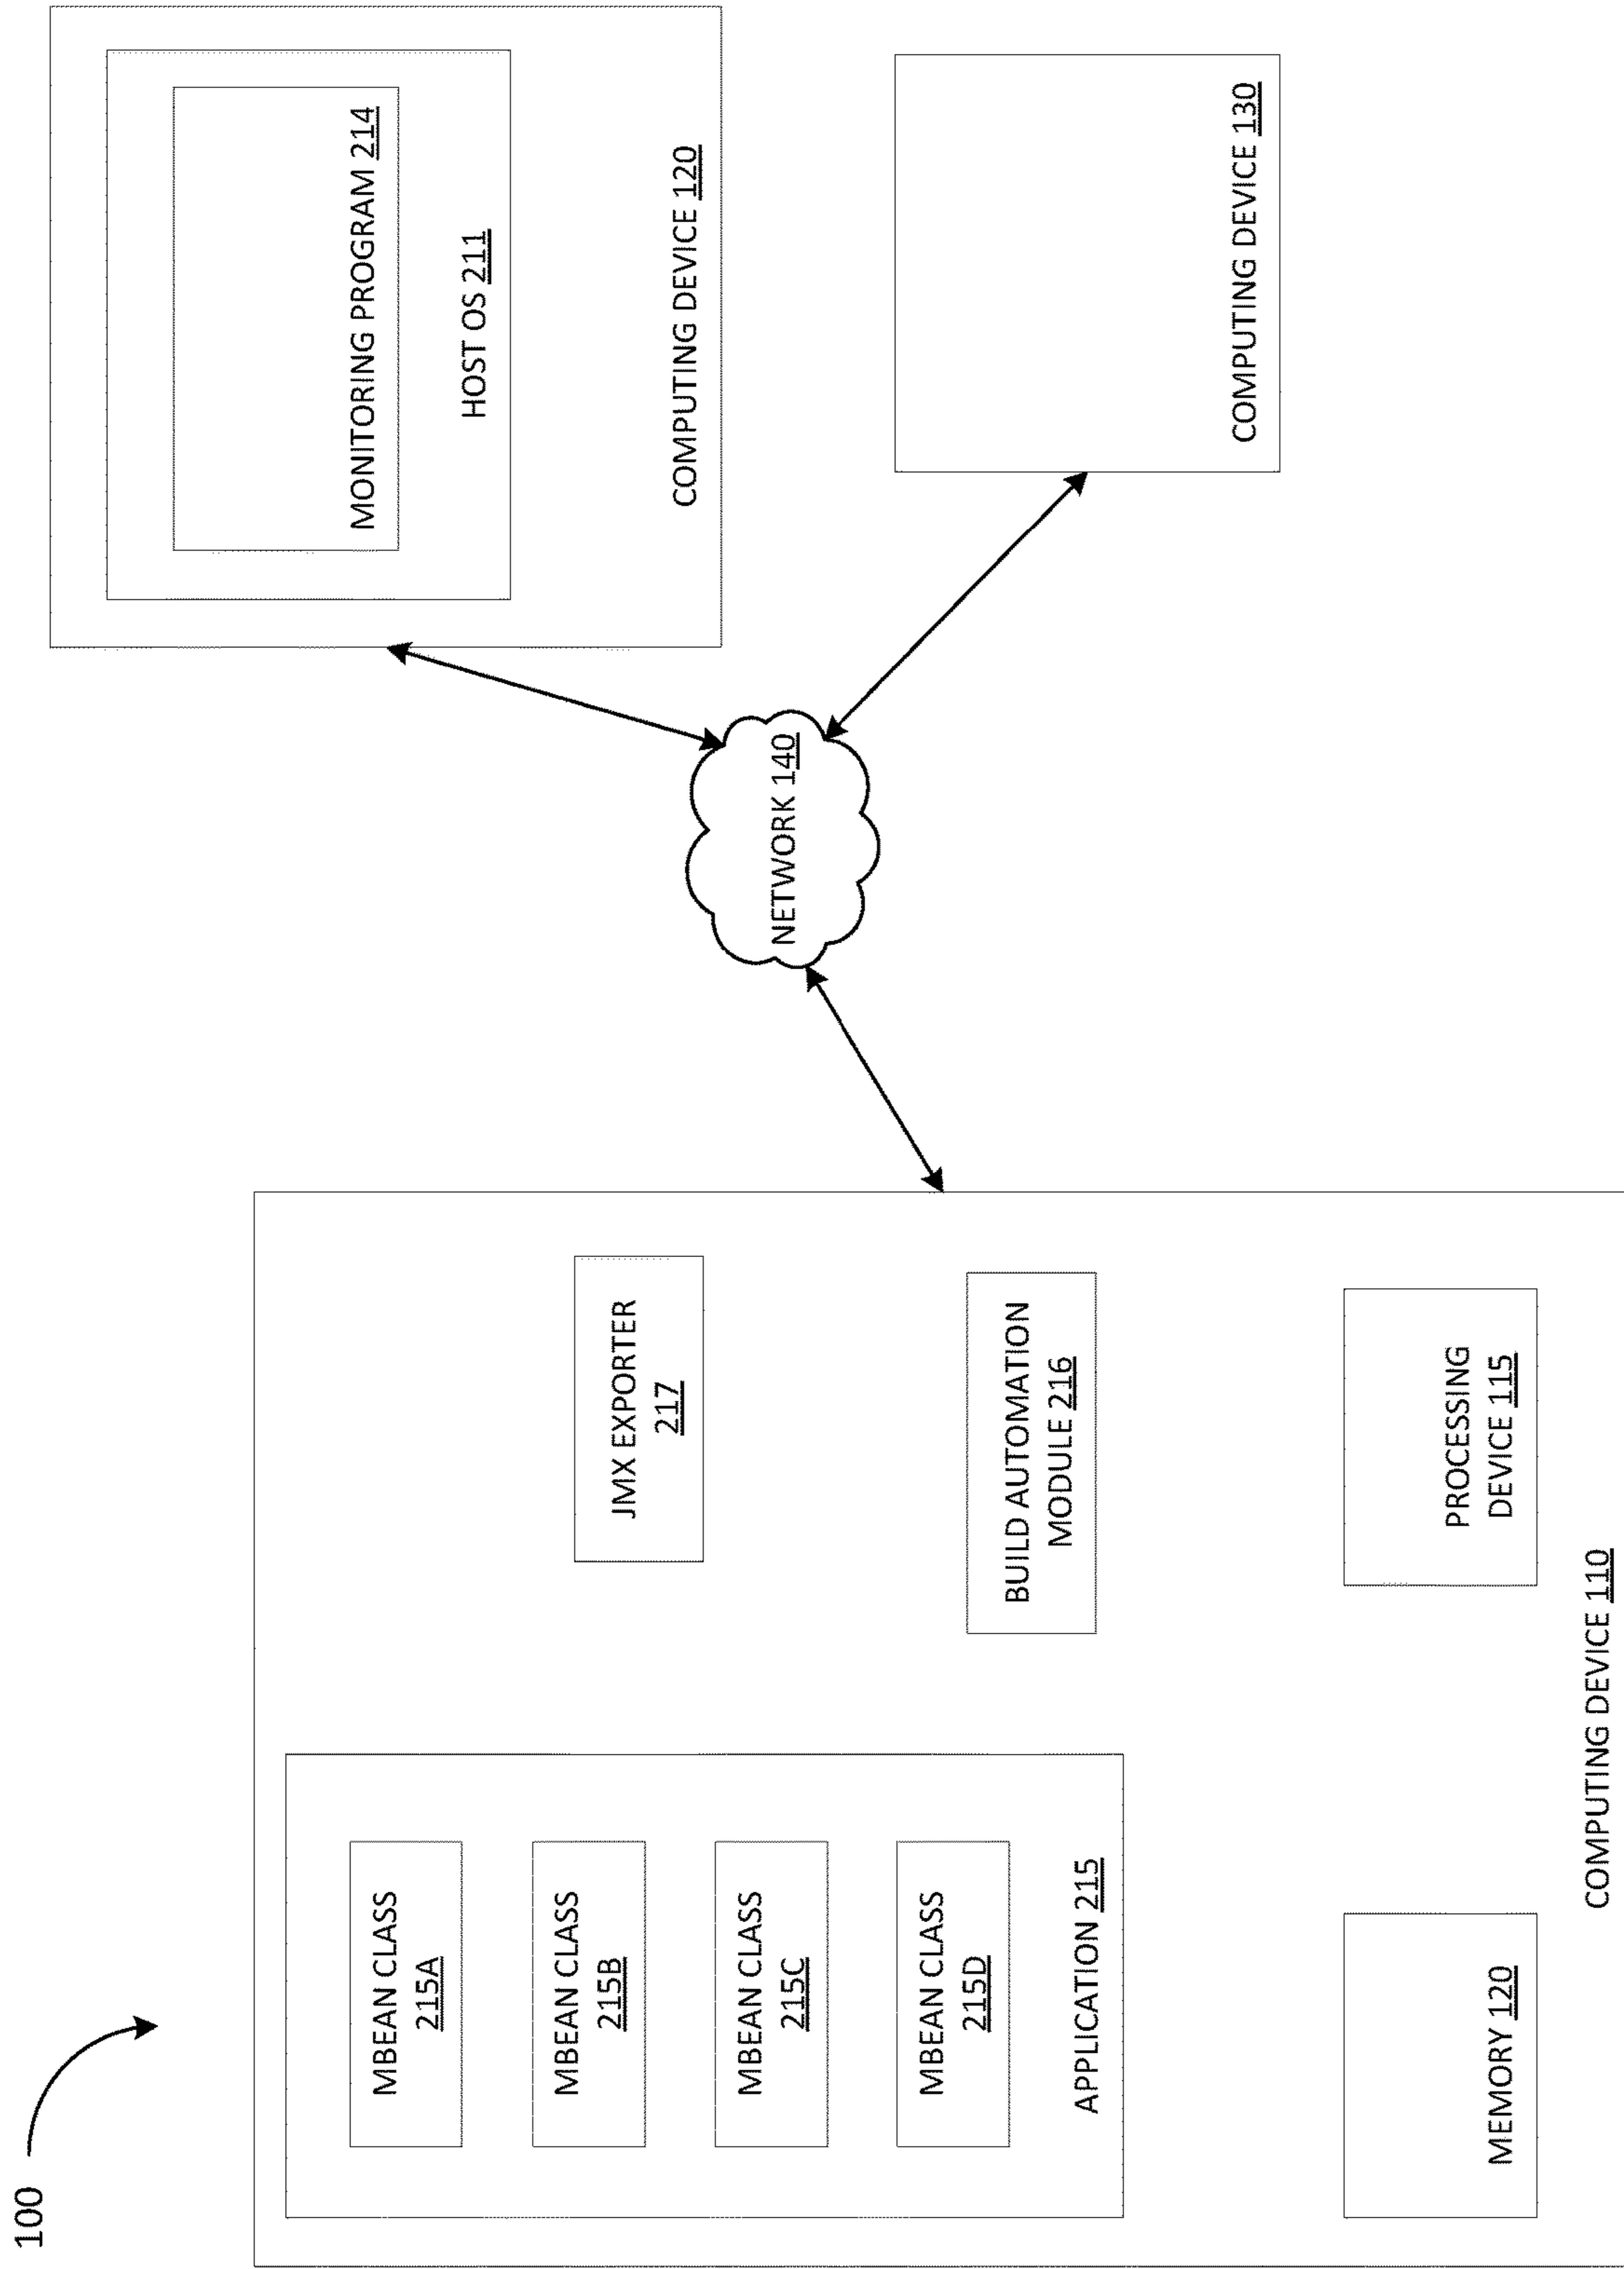 100
MBEAN CLASS
215A
MBEAN CLASS
215B
MBEAN CLASS
215C
MBEAN CLASS
215D
APPLICATION 215
JMX EXPORTER
217
BUILD AUTOMATION
MODULE 216
MEMORY 120
PROCESSING
DEVICE 115
COMPUTING DEVICE 110
NETWORK 140
MONITORING PROGRAM 214
HOST OS 211
COMPUTING DEVICE 120
COMPUTING DEVICE 130